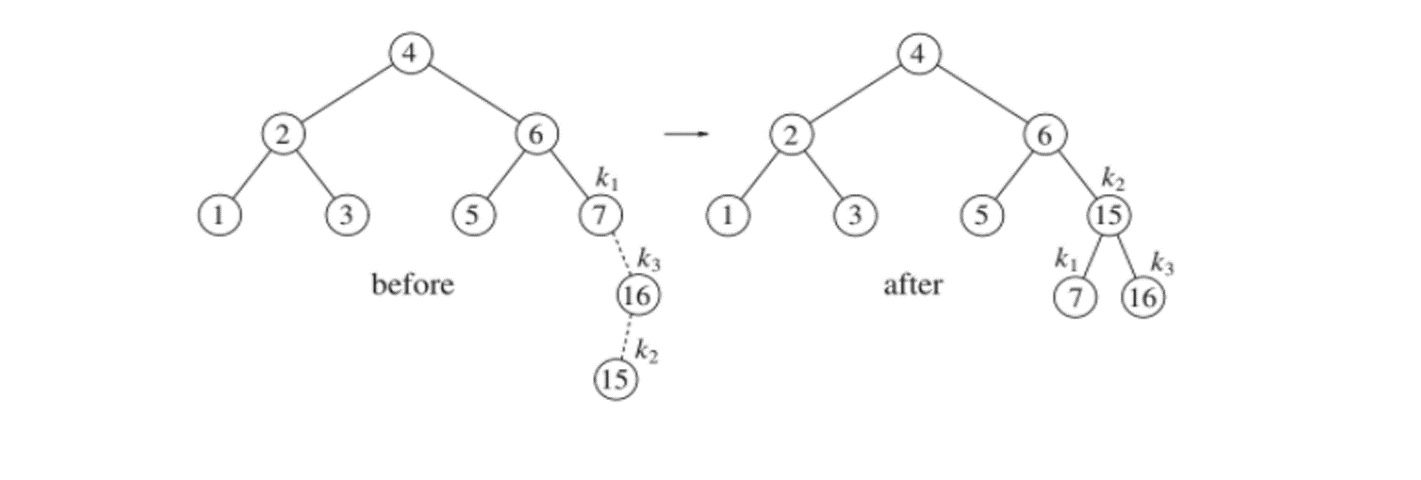 4 4
2 6 2 6
k1 k2
1 3 5 7 1 3 5 15
k3 k1 k3
before 16 after 7 16
k2
15